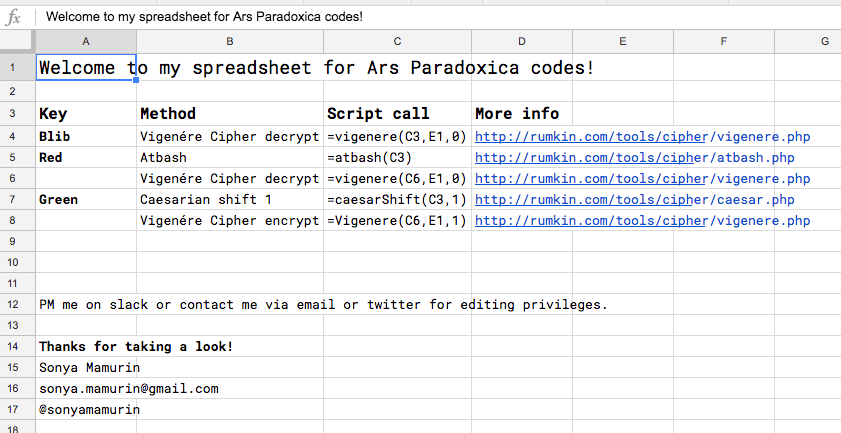 fx Welcome to my spreadsheet for Ars Paradoxica codes!
A B C D E F G
1 Welcome to my spreadsheet for Ars Paradoxica codes!
2
3 Key Method Script call More info
4 Blib Vigenére Cipher decrypt =vigenere(C3,E1,0) http://rumkin.com/tools/cipher/vigenere.php
5 Red Atbash =atbash(C3) http://rumkin.com/tools/cipher/atbash.php
6 Vigenére Cipher decrypt =vigenere(C6,E1,0) http://rumkin.com/tools/cipher/vigenere.php
7 Green Caesarian shift 1 =caesarShift(C3,1) http://rumkin.com/tools/cipher/caesar.php
8 Vigenére Cipher encrypt =Vigenere(C6,E1,1) http://rumkin.com/tools/cipher/vigenere.php
9
10
11
12 PM me on slack or contact me via email or twitter for editing privileges.
13
14 Thanks for taking a look!
15 Sonya Mamurin
16 sonya.mamurin@gmail.com
17 @sonyamamurin
18